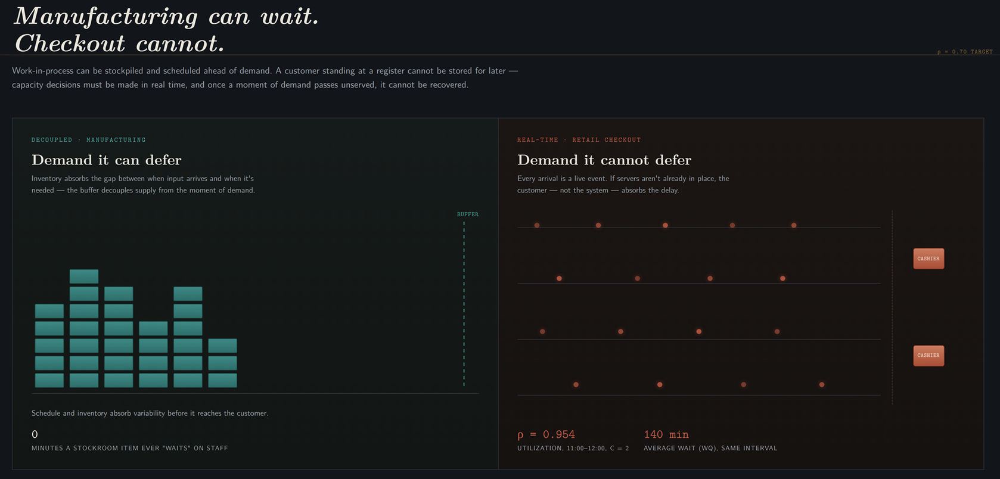 Manufacturing can wait.
Checkout cannot.
ρ = 0.70 TARGET
Work-in-process can be stockpiled and scheduled ahead of demand. A customer standing at a register cannot be stored for later —
capacity decisions must be made in real time, and once a moment of demand passes unserved, it cannot be recovered.
DECOUPLED · MANUFACTURING
Demand it can defer
Inventory absorbs the gap between when input arrives and when it's
needed — the buffer decouples supply from the moment of demand.
BUFFER
Schedule and inventory absorb variability before it reaches the customer.
0
MINUTES A STOCKROOM ITEM EVER "WAITS" ON STAFF
REAL-TIME · RETAIL CHECKOUT
Demand it cannot defer
Every arrival is a live event. If servers aren't already in place, the
customer — not the system — absorbs the delay.
CASHIER
CASHIER
ρ = 0.954
UTILIZATION, 11:00–12:00, C = 2
140 min
AVERAGE WAIT (WQ), SAME INTERVAL